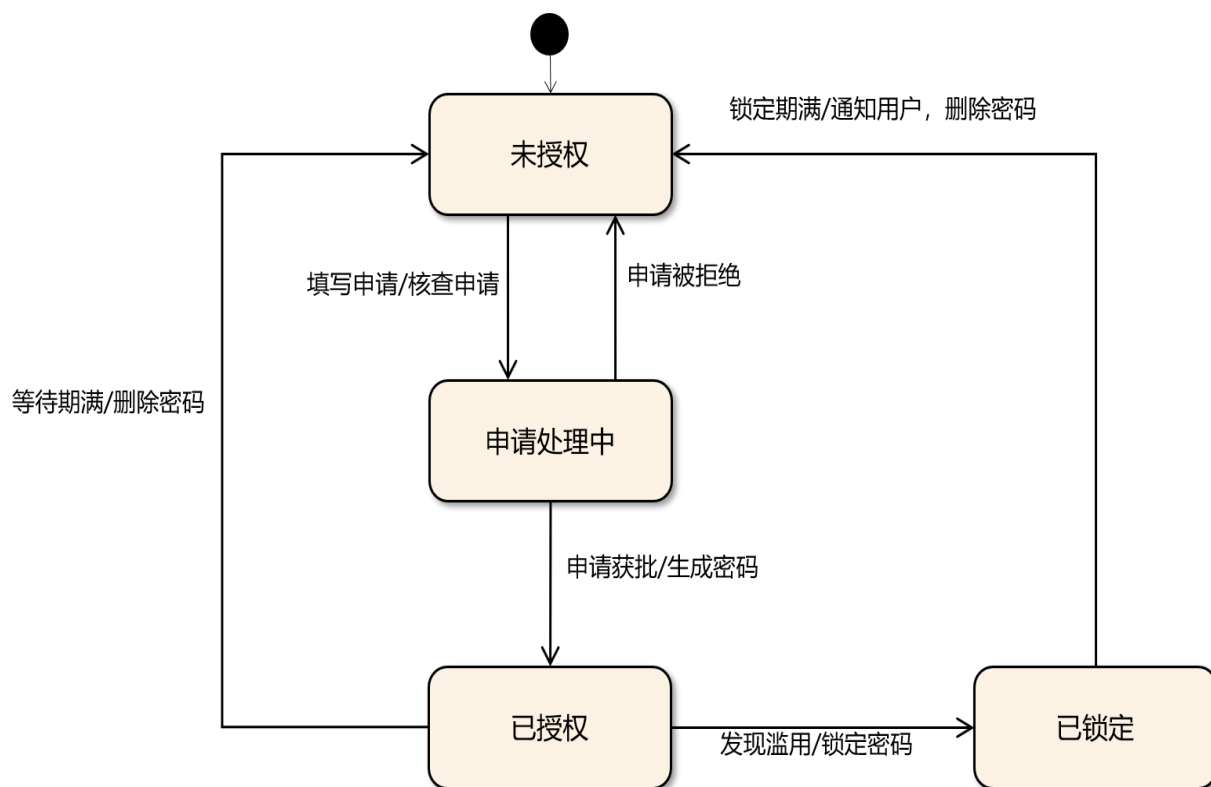 锁定期满/通知用户，删除密码
未授权
填写申请/核查申请
申请被拒绝
等待期满/删除密码
申请处理中
申请获批/生成密码
已授权
发现滥用/锁定密码
已锁定